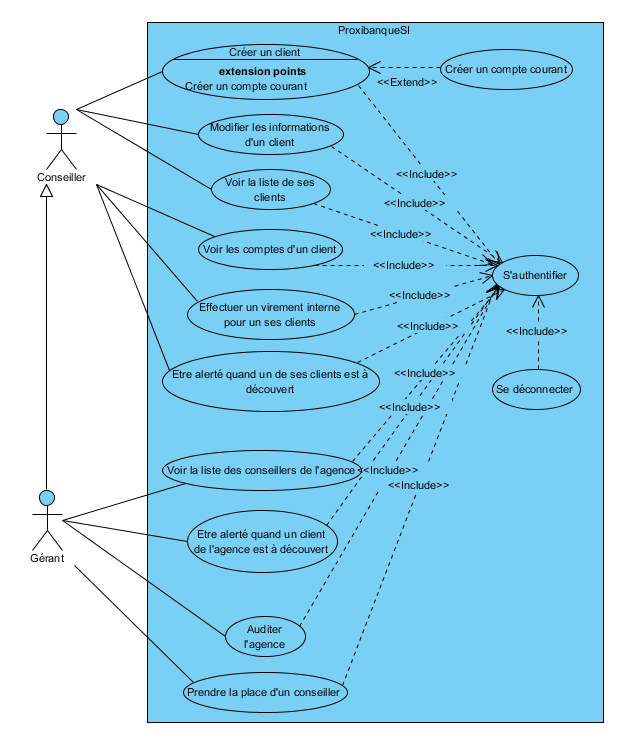 ProxibanqueSI
Créer un client
extension points
Créer un compte courant
<<Extend>>
Créer un compte courant
Modifier les informations
d'un client
<<Include>>
Conseiller
Voir la liste de ses
clients
<<Include>>
Voir les comptes d'un client
<<Include>>
S'authentifier
Effectuer un virement interne
pour un ses clients
<<Include>>
<<Include>>
<<Include>>
Etre alerté quand un de ses clients est à
découvert
<<Include>>
Se déconnecter
<<Include>>
Voir la liste des conseillers de l'agence
<<Include>>
<<Include>>
Etre alerté quand un client
de l'agence est à découvert
Gérant
Auditer
l'agence
Prendre la place d'un conseiller